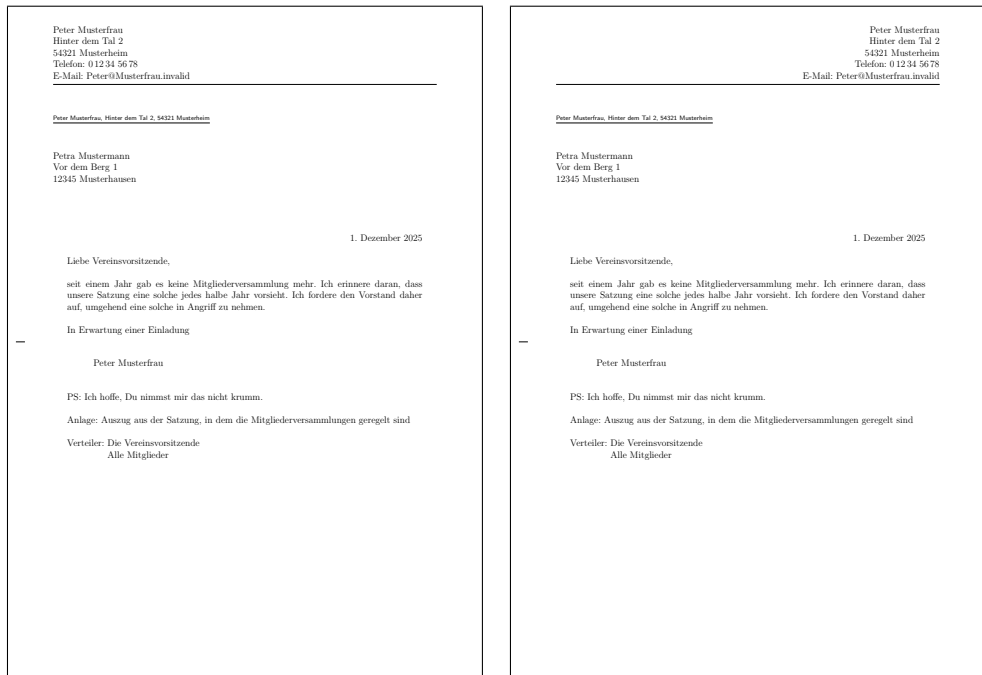 Peter Musterfrau
Hinter dem Tal 2
54321 Musterheim
Telefon: 0 12 34 56 78
E-Mail: Peter@Musterfrau.invalid
Peter Musterfrau, Hinter dem Tal 2, 54321 Musterheim
Petra Mustermann
Vor dem Berg 1
12345 Musterhausen
1. Dezember 2025
Liebe Vereinsvorsitzende,
seit einem Jahr gab es keine Mitgliederversammlung mehr. Ich erinnere daran, dass
unsere Satzung eine solche jedes halbe Jahr vorsieht. Ich fordere den Vorstand daher
auf, umgehend eine solche in Angriff zu nehmen.
In Erwartung einer Einladung
Peter Musterfrau
PS: Ich hoffe, Du nimmst mir das nicht krumm.
Anlage: Auszug aus der Satzung, in dem die Mitgliederversammlungen geregelt sind
Verteiler: Die Vereinsvorsitzende
Alle Mitglieder
Peter Musterfrau
Hinter dem Tal 2
54321 Musterheim
Telefon: 0 12 34 56 78
E-Mail: Peter@Musterfrau.invalid
Peter Musterfrau, Hinter dem Tal 2, 54321 Musterheim
Petra Mustermann
Vor dem Berg 1
12345 Musterhausen
1. Dezember 2025
Liebe Vereinsvorsitzende,
seit einem Jahr gab es keine Mitgliederversammlung mehr. Ich erinnere daran, dass
unsere Satzung eine solche jedes halbe Jahr vorsieht. Ich fordere den Vorstand daher
auf, umgehend eine solche in Angriff zu nehmen.
In Erwartung einer Einladung
Peter Musterfrau
PS: Ich hoffe, Du nimmst mir das nicht krumm.
Anlage: Auszug aus der Satzung, in dem die Mitgliederversammlungen geregelt sind
Verteiler: Die Vereinsvorsitzende
Alle Mitglieder